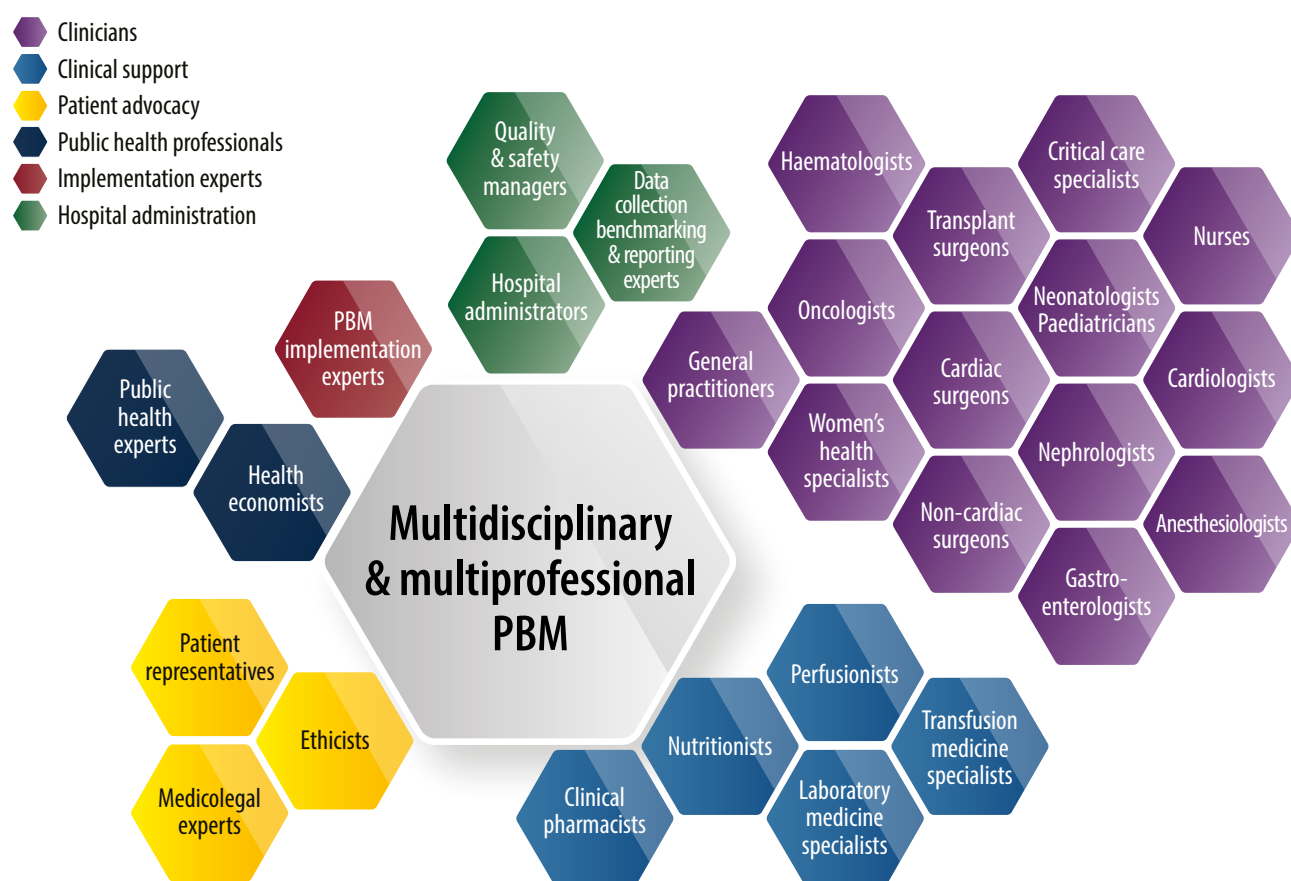 Clinicians
Clinical support
Patient advocacy
Public health professionals
Implementation experts
Hospital administration
Quality
& safety
managers
Data
collection
benchmarking
& reporting
experts
Hospital
administrators
PBM
implementation
experts
Public
health
experts
Health
economists
Haematologists
Critical care
specialists
Transplant
surgeons
Nurses
Oncologists
Neonatologists
Paediatricians
General
practitioners
Cardiac
surgeons
Cardiologists
Women's
health
specialists
Nephrologists
Non-cardiac
surgeons
Anesthesiologists
Gastro-
enterologists
Multidisciplinary
& multiprofessional
PBM
Patient
representatives
Ethicists
Medicolegal
experts
Perfusionists
Nutritionists
Transfusion
medicine
specialists
Clinical
pharmacists
Laboratory
medicine
specialists